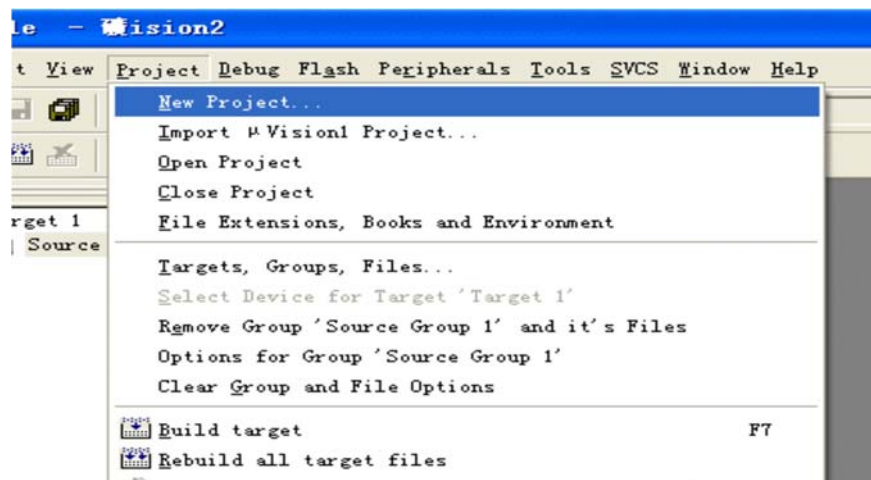 le - 礦ision2
t View Project Debug Flash Peripherals Tools SVCS Window Help
New Project...
Import μVision1 Project...
Open Project
Close Project
rget 1
File Extensions, Books and Environment
Source
Targets, Groups, Files...
Select Device for Target 'Target 1'
Remove Group 'Source Group 1' and it's Files
Options for Group 'Source Group 1'
Clear Group and File Options
Build target F7
Rebuild all target files